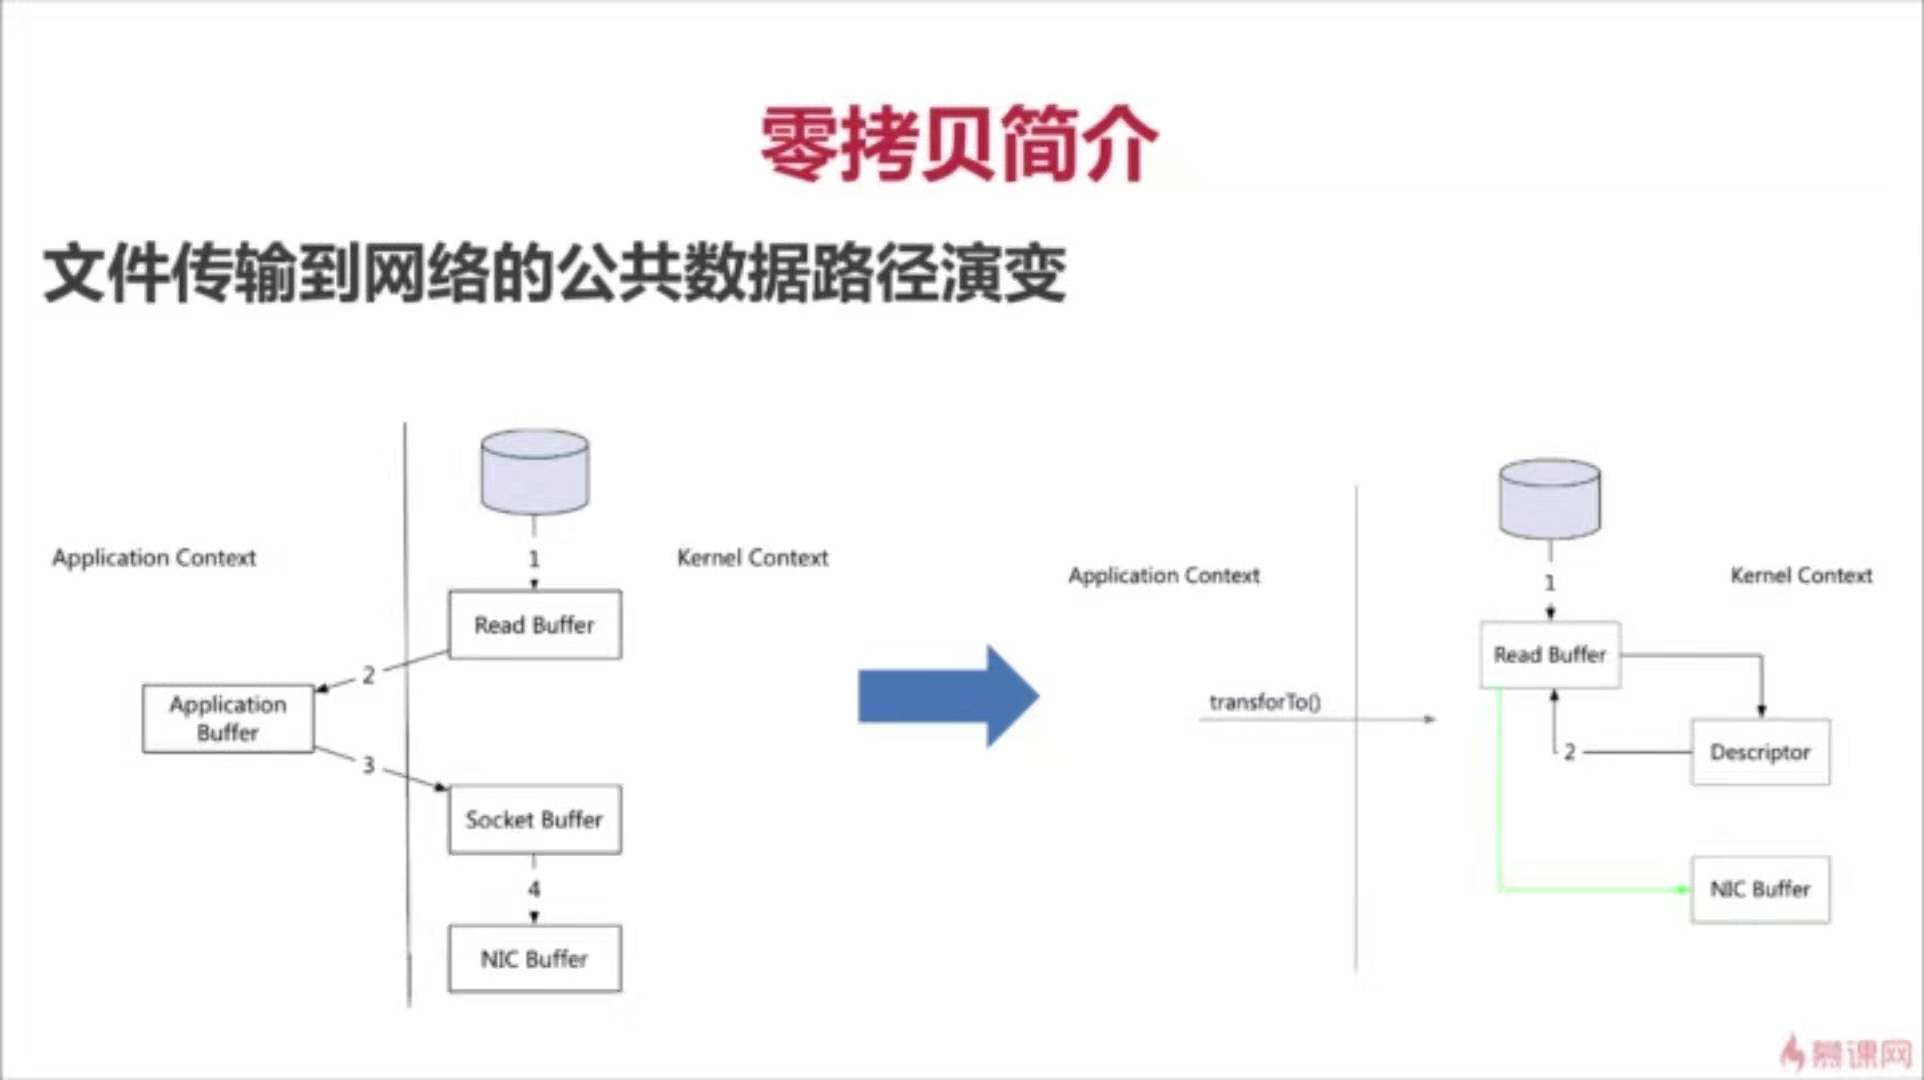 零拷贝简介
文件传输到网络的公共数据路径演变
Application Context
Kernel Context
1
Read Buffer
2
Application
Buffer
3
Socket Buffer
4
NIC Buffer
Application Context
Kernel Context
1
Read Buffer
transforTo()
2
Descriptor
NIC Buffer
慕课网